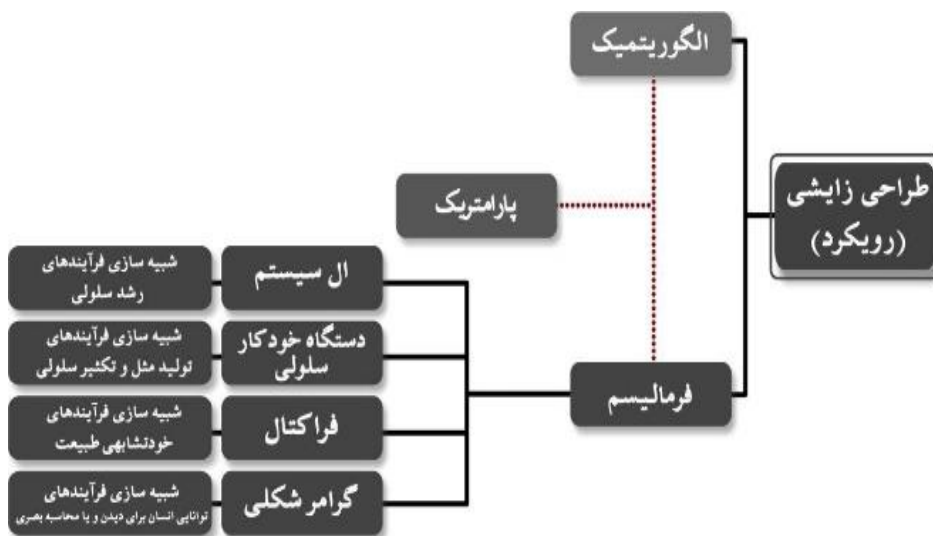 الگوریتمیک
طراحی زایشی
(رویکرد)
پارامتریک
فرمالیسم
ال سیستم
شبیه سازی فرآیندهای
رشد سلولی
دستگاه خودکار
سلولی
شبیه سازی فرآیندهای
تولید مثل و تکثیر سلولی
فراکتال
شبیه سازی فرآیندهای
خودتشابهی طبیعت
گرامر شکلی
شبیه سازی فرآیندهای
توانایی انسان برای دیدن و یا محاسبه بصری